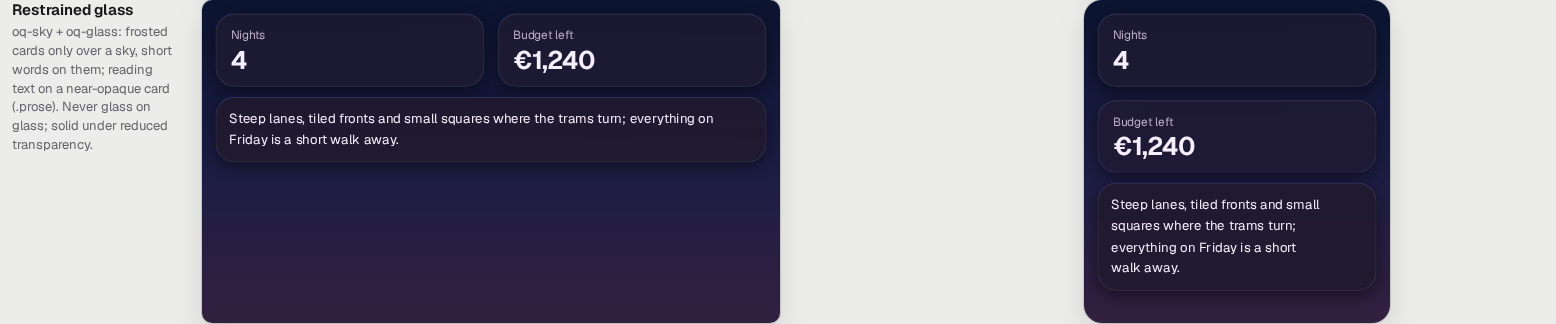 Restrained glass
oq-sky + oq-glass: frosted
cards only over a sky, short
words on them; reading
text on a near-opaque card
(.prose). Never glass on
glass; solid under reduced
transparency.
Nights
4
Budget left
€1,240
Steep lanes, tiled fronts and small squares where the trams turn; everything on
Friday is a short walk away.
Nights
4
Budget left
€1,240
Steep lanes, tiled fronts and small
squares where the trams turn;
everything on Friday is a short
walk away.